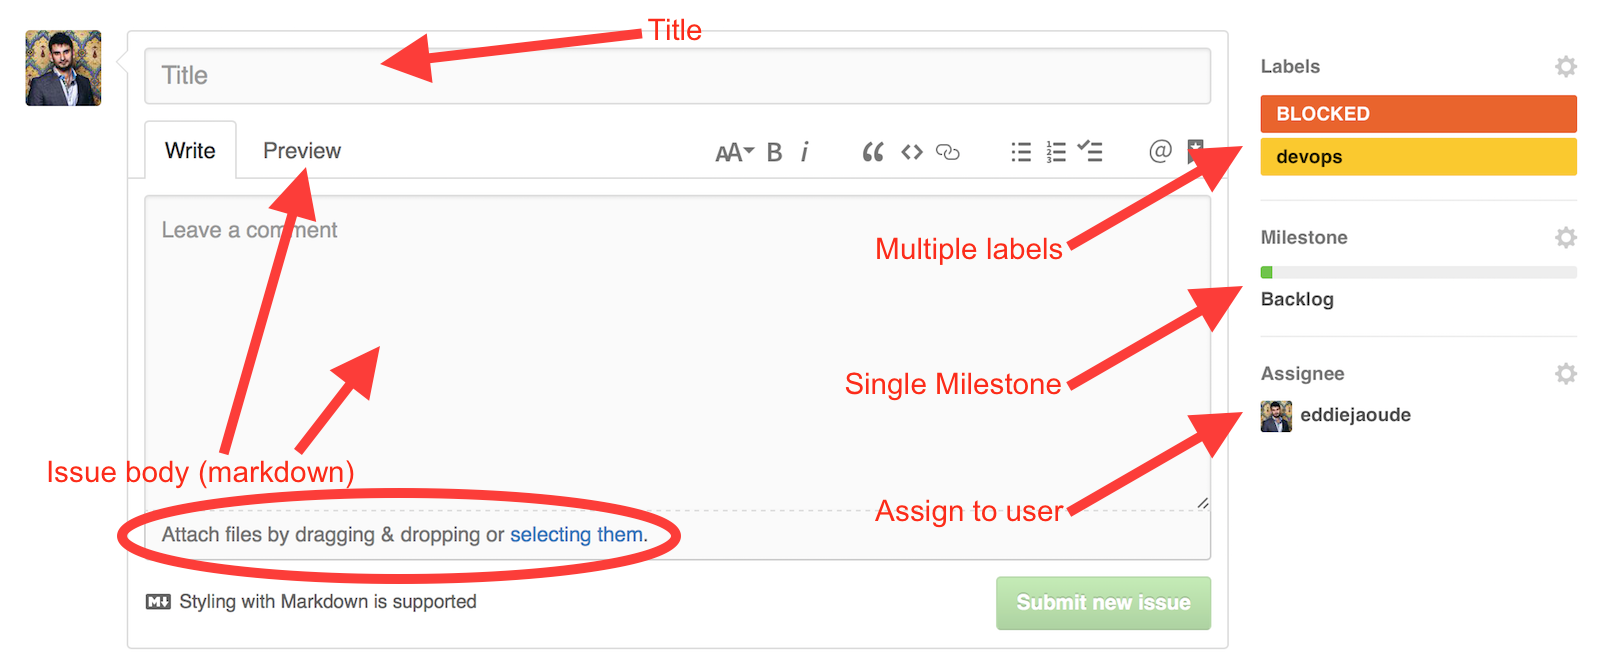 Title
Title
Labels
BLOCKED
devops
Write
Preview
AA B i
@
Leave a comment
Multiple labels
Milestone
Backlog
Single Milestone
Assignee
eddiejaoude
Issue body (markdown)
Assign to user
Attach files by dragging & dropping or selecting them.
Styling with Markdown is supported
Submit new issue